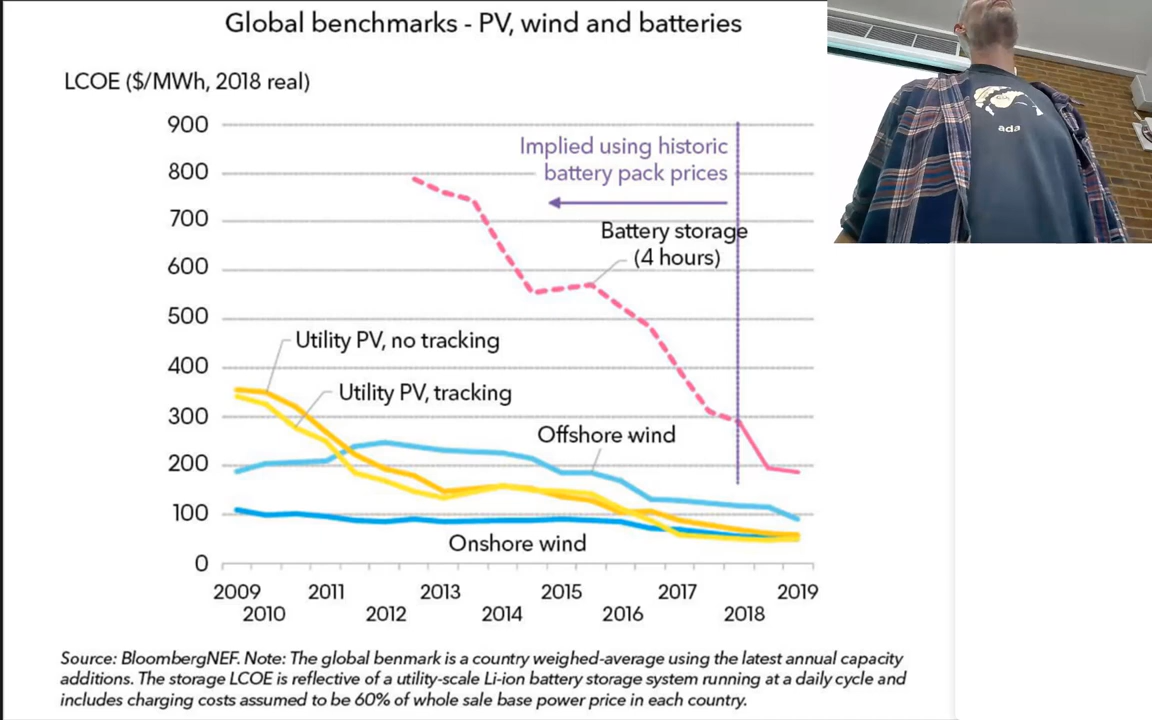 Global benchmarks - PV, wind and batteries
LCOE ($/MWh, 2018 real)
900
800
700
600
500
400
300
200
100
0
Implied using historic
battery pack prices
Battery storage
(4 hours)
Utility PV, no tracking
Utility PV, tracking
Offshore wind
Onshore wind
2009 2010 2011 2012 2013 2014 2015 2016 2017 2018 2019
Source: BloombergNEF. Note: The global benmark is a country weighed-average using the latest annual capacity
additions. The storage LCOE is reflective of a utility-scale Li-ion battery storage system running at a daily cycle and
includes charging costs assumed to be 60% of whole sale base power price in each country.
ada